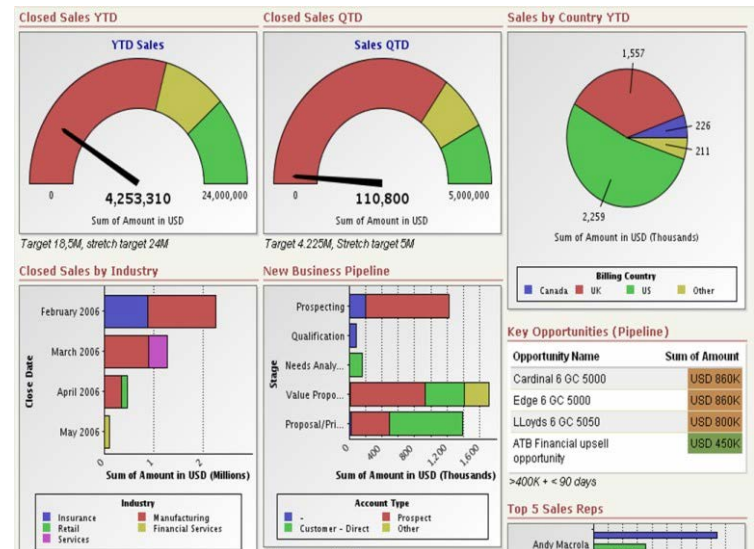 Closed Sales YTD
YTD Sales
0
4,253,310
24,000,000
Sum of Amount in USD
Target 18,5M, stretch target 24M
Closed Sales QTD
Sales QTD
0
110,800
5,000,000
Sum of Amount in USD
Target 4.225M, Stretch target 5M
Sales by Country YTD
1,557
226
211
2,259
Sum of Amount in USD (Thousands)
Billing Country
Canada UK US Other
Closed Sales by Industry
Close Date
February 2006
March 2006
April 2006
May 2006
0 1 2
Sum of Amount in USD (Millions)
Industry
Insurance Manufacturing
Retail Financial Services
Services
New Business Pipeline
Stage
Prospecting
Qualification
Needs Analy...
Value Propo...
Proposal/Pri...
0 400 800 1,200 1,600
Sum of Amount in USD (Thousands)
Account Type
- Prospect
Customer - Direct Other
Key Opportunities (Pipeline)
Opportunity Name Sum of Amount
Cardinal 6 GC 5000 USD 860K
Edge 6 GC 5000 USD 860K
LLoyds 6 GC 5050 USD 800K
ATB Financial upsell USD 450K
opportunity
>400K + < 90 days
Top 5 Sales Reps
Andy Macrola